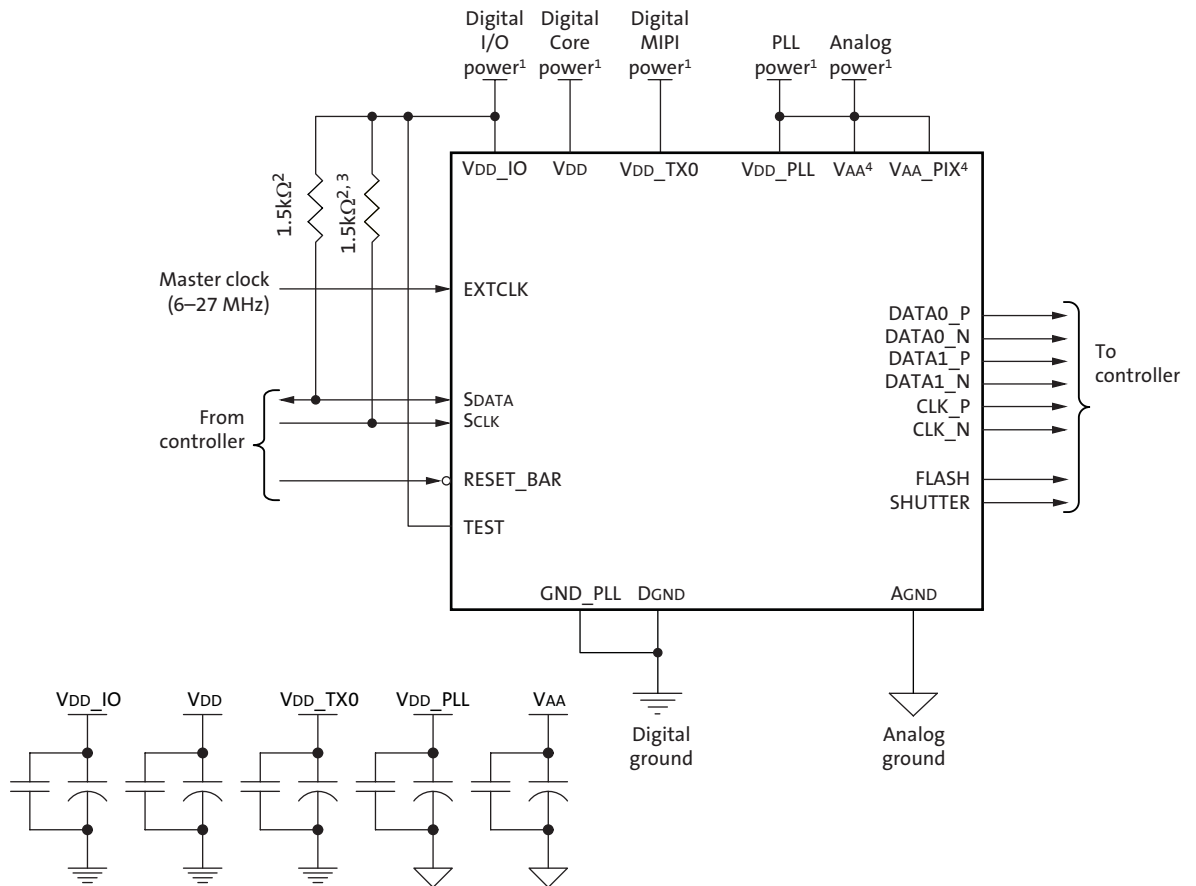 Digital
I/O
power¹
Digital
Core
power¹
Digital
MIPI
power¹
PLL
power¹
Analog
power¹
VDD_IO
VDD
VDD_TX0
VDD_PLL
VAA⁴
VAA_PIX⁴
1.5kΩ²
1.5kΩ²,³
Master clock
(6–27 MHz)
EXTCLK
From
controller
SDATA
SCLK
RESET_BAR
TEST
DATA0_P
DATA0_N
DATA1_P
DATA1_N
CLK_P
CLK_N
FLASH
SHUTTER
To
controller
GND_PLL
DGND
AGND
Digital
ground
Analog
ground
VDD_IO
VDD
VDD_TX0
VDD_PLL
VAA